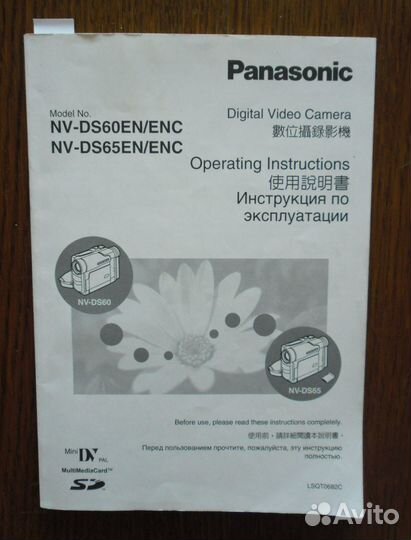 Panasonic
Model No.
NV-DS60EN/ENC
NV-DS65EN/ENC
Digital Video Camera
數位攝錄影機
Operating Instructions
使用說明書
Инструкция по
эксплуатации
NV-DS60
NV-DS65
Before use, please read these instructions completely.
使用前，請詳細閱讀本說明書。
Перед пользованием прочтите, пожалуйста, эту инструкцию
полностью.
Mini DV PAL
MultiMediaCard™
SD
LSQT0682C
Avito